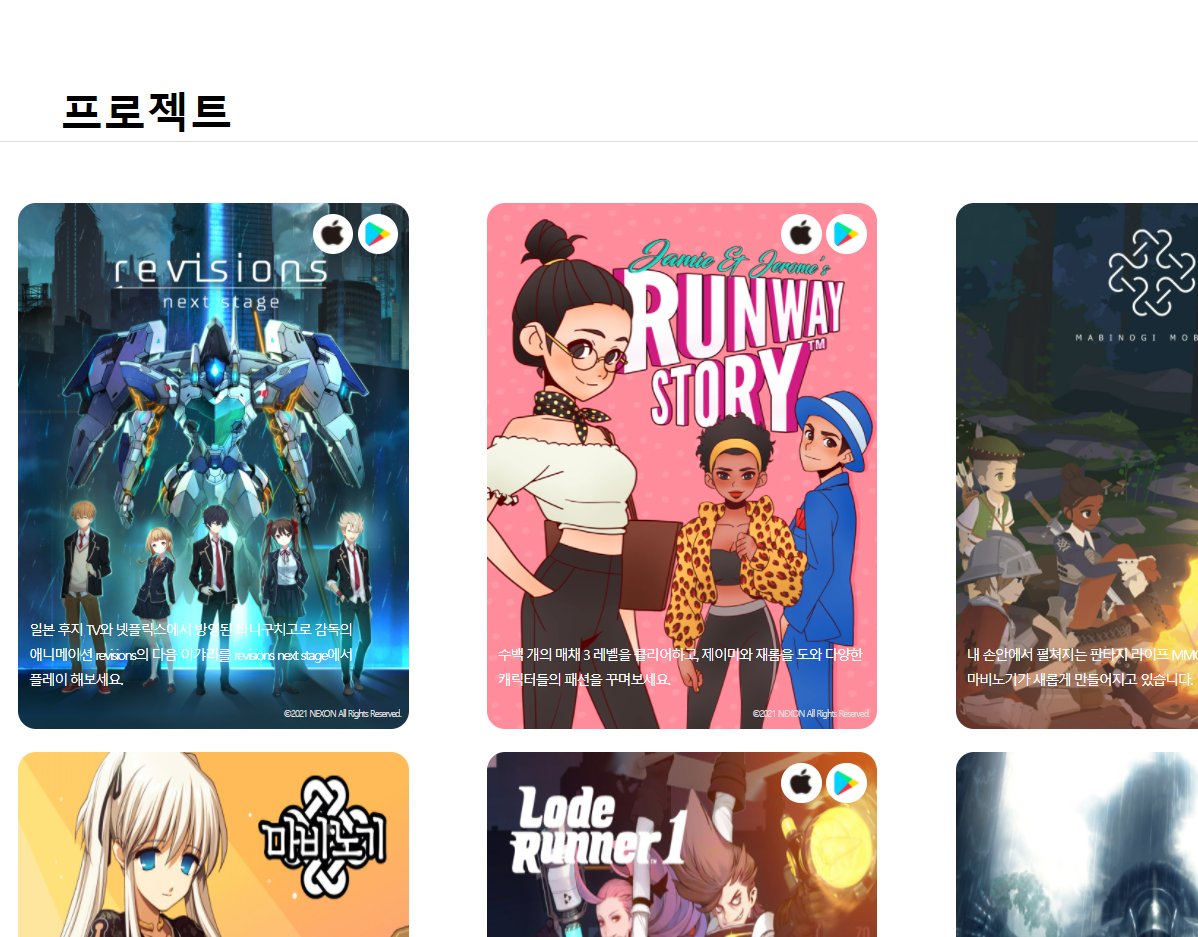 프로젝트
revisions
next stage
일본 후지 TV와 넷플릭스에서 방영된 타니구치고로 감독의
애니메이션 revisions의 다음 이갸리를 revisions next stage에서
플레이 해보세요.
©2021 NEXON All Rights Reserved.
Jamie & Jerome's
RUNWAY
STORY™
수백 개의 매채 3 레벨을 클리어하고, 제이미와 재롬을 도와 다양한
캐릭터들의 패션을 꾸며보세요.
©2021 NEXON All Rights Reserved.
MABINOGI MOB
내 손안에서 펼쳐지는 판타지 라이프 MMO
마비노기가 새롭게 만들어지고 있습니다.
마비노기
Lode
Runner 1